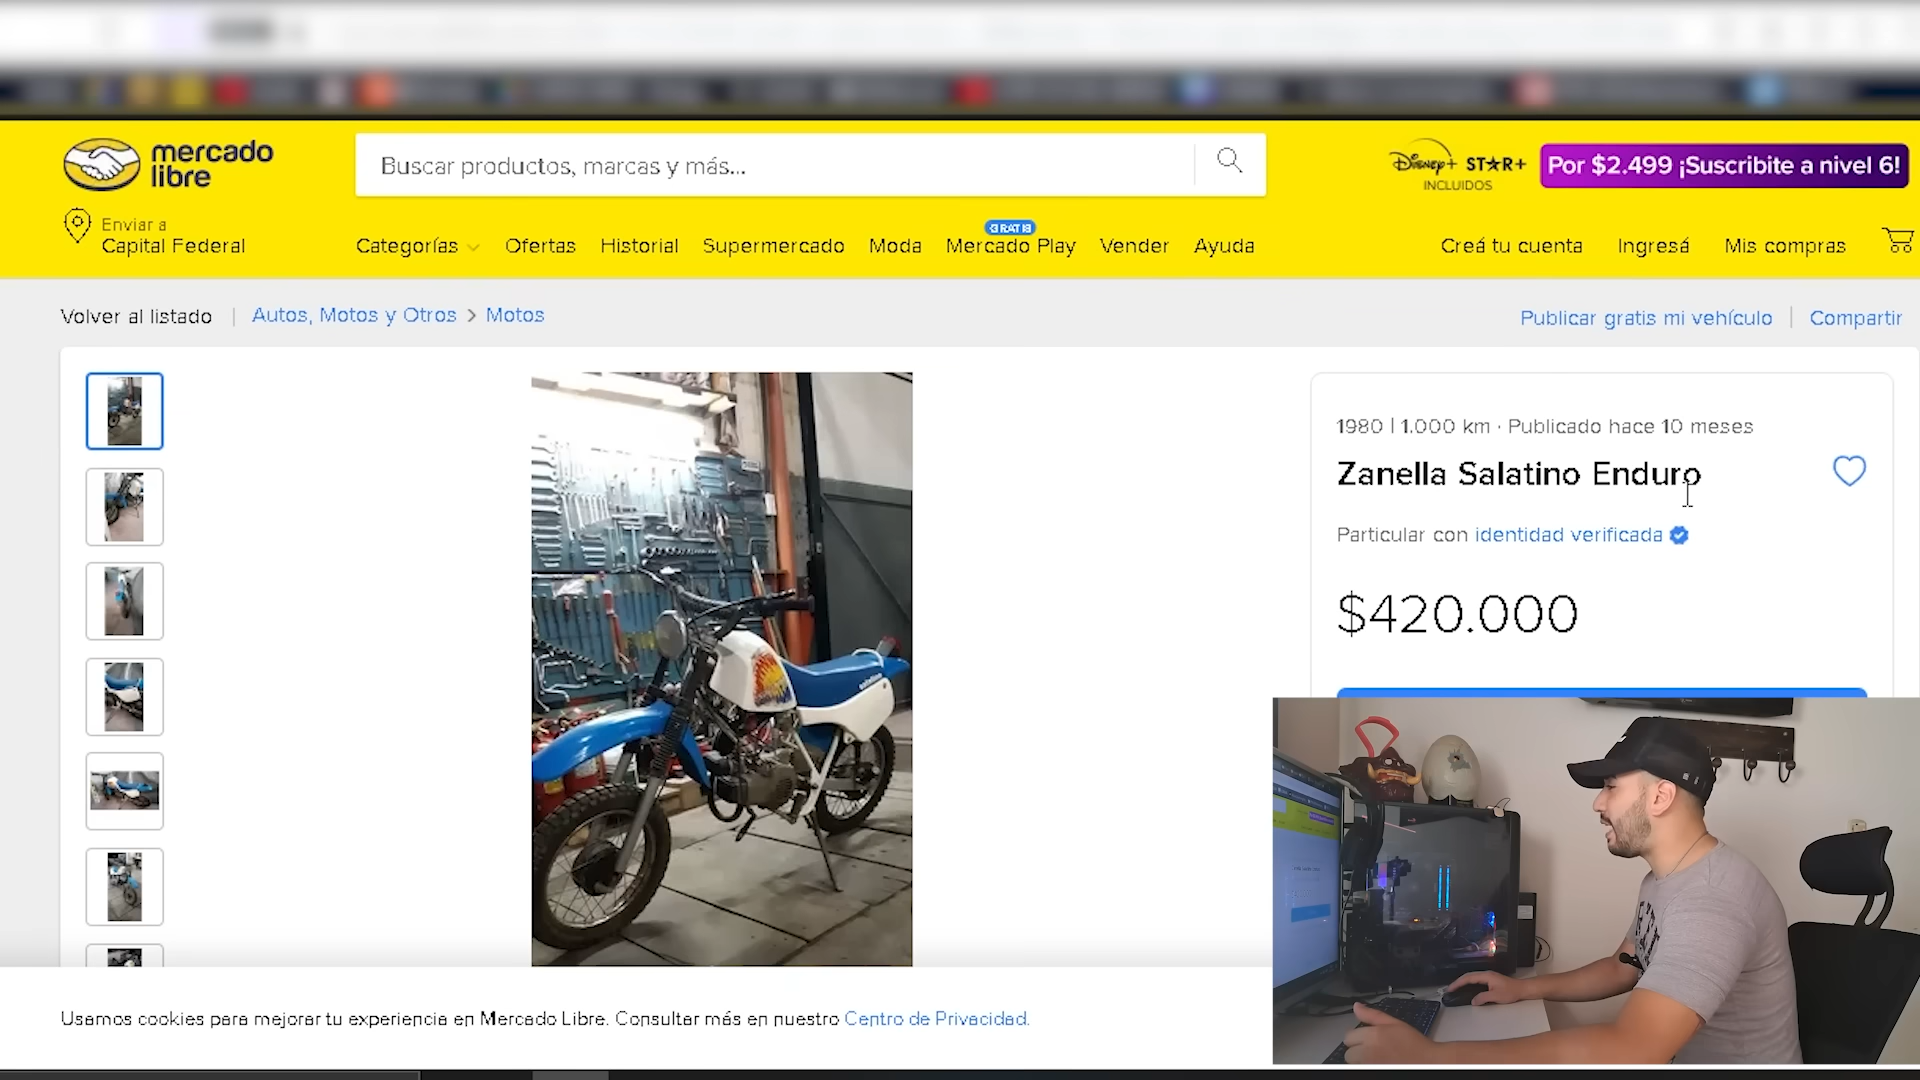 mercado
libre
Buscar productos, marcas y más...
Disney+ ST★R+
INCLUIDOS
Por $2.499 ¡Suscribite a nivel 6!
Enviar a
Capital Federal
Categorías
Ofertas
Historial
Supermercado
Moda
GRATIS
Mercado Play
Vender
Ayuda
Creá tu cuenta
Ingresá
Mis compras
Volver al listado
Autos, Motos y Otros > Motos
Publicar gratis mi vehículo
Compartir
1980 | 1.000 km · Publicado hace 10 meses
Zanella Salatino Enduro
Particular con identidad verificada
$420.000
salatino
Usamos cookies para mejorar tu experiencia en Mercado Libre. Consultar más en nuestro Centro de Privacidad.